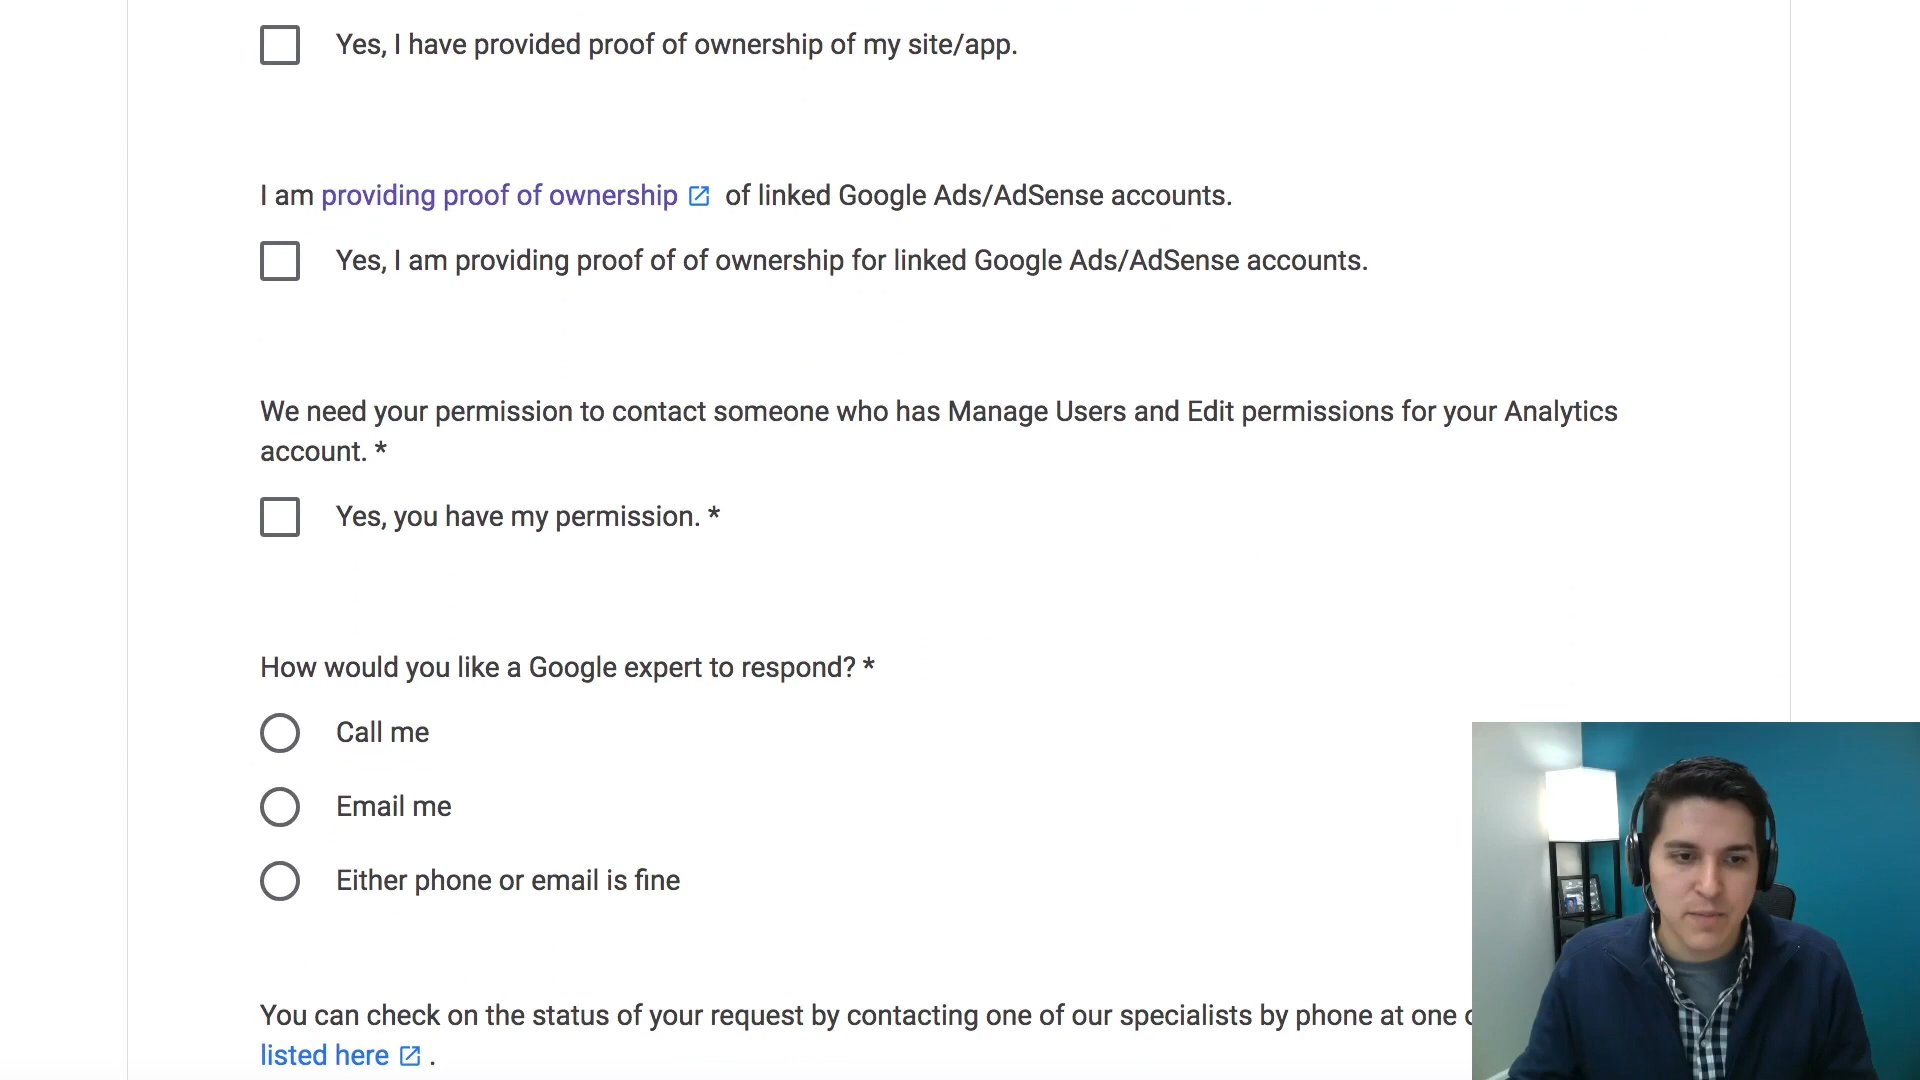 Yes, I have provided proof of ownership of my site/app.
I am providing proof of ownership of linked Google Ads/AdSense accounts.
Yes, I am providing proof of of ownership for linked Google Ads/AdSense accounts.
We need your permission to contact someone who has Manage Users and Edit permissions for your Analytics
account. *
Yes, you have my permission. *
How would you like a Google expert to respond? *
Call me
Email me
Either phone or email is fine
You can check on the status of your request by contacting one of our specialists by phone at one
listed here .